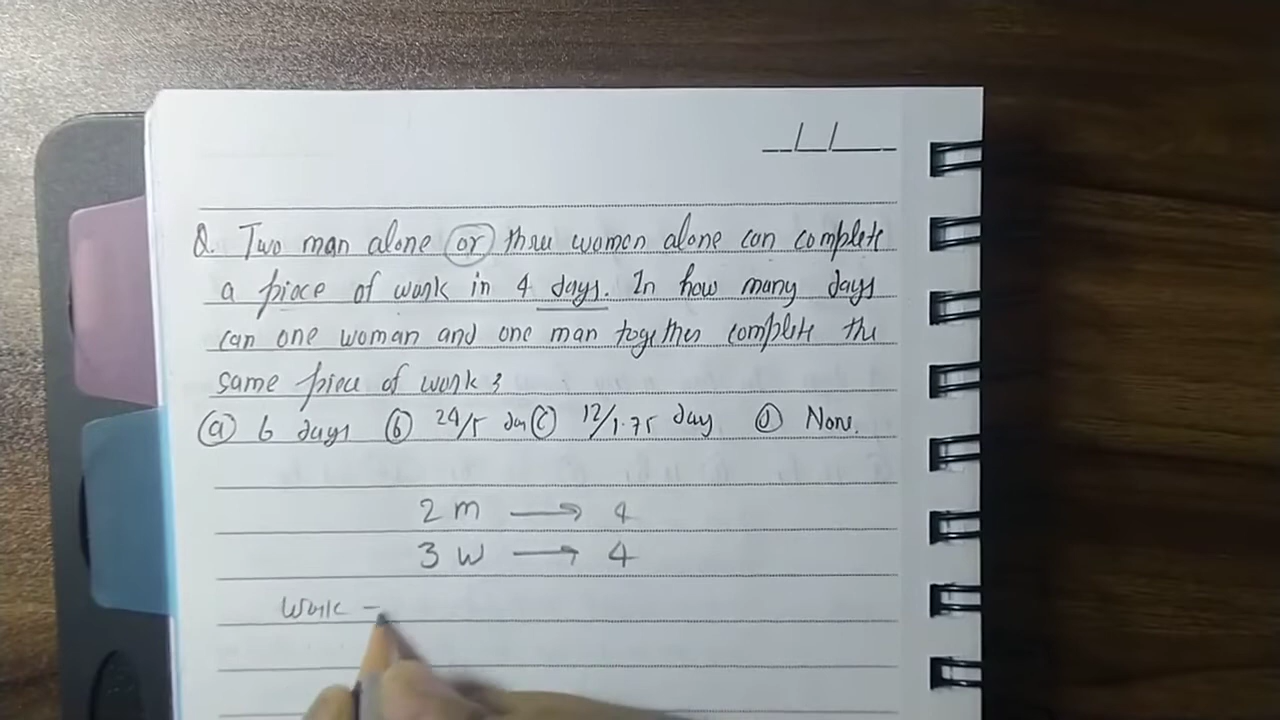 __/__/____
Q. Two man alone or three women alone can complete
a piece of work in 4 days. In how many days
can one woman and one man together complete the
same piece of work?
(a) 6 days (b) 24/5 day (c) 12/1.75 day (d) None.
2 m → 4
3 w → 4
Work -